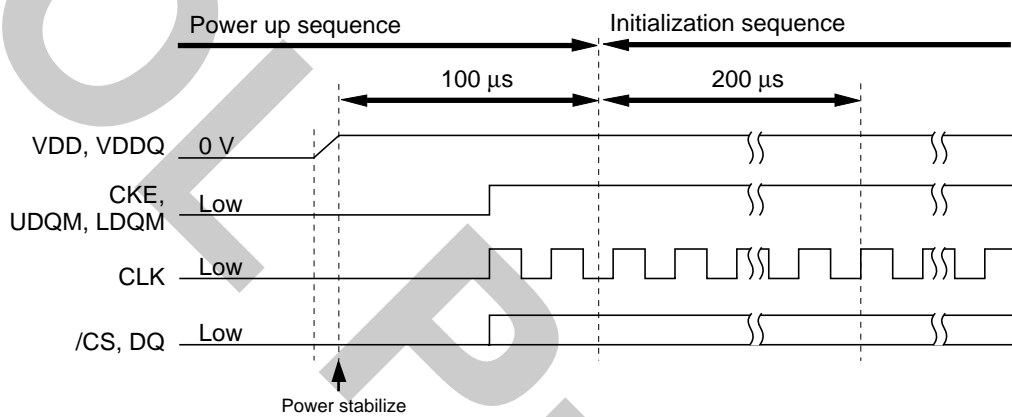 Power up sequence
Initialization sequence
100 µs
200 µs
VDD, VDDQ
0 V
CKE,
UDQM, LDQM
Low
CLK
Low
/CS, DQ
Low
Power stabilize